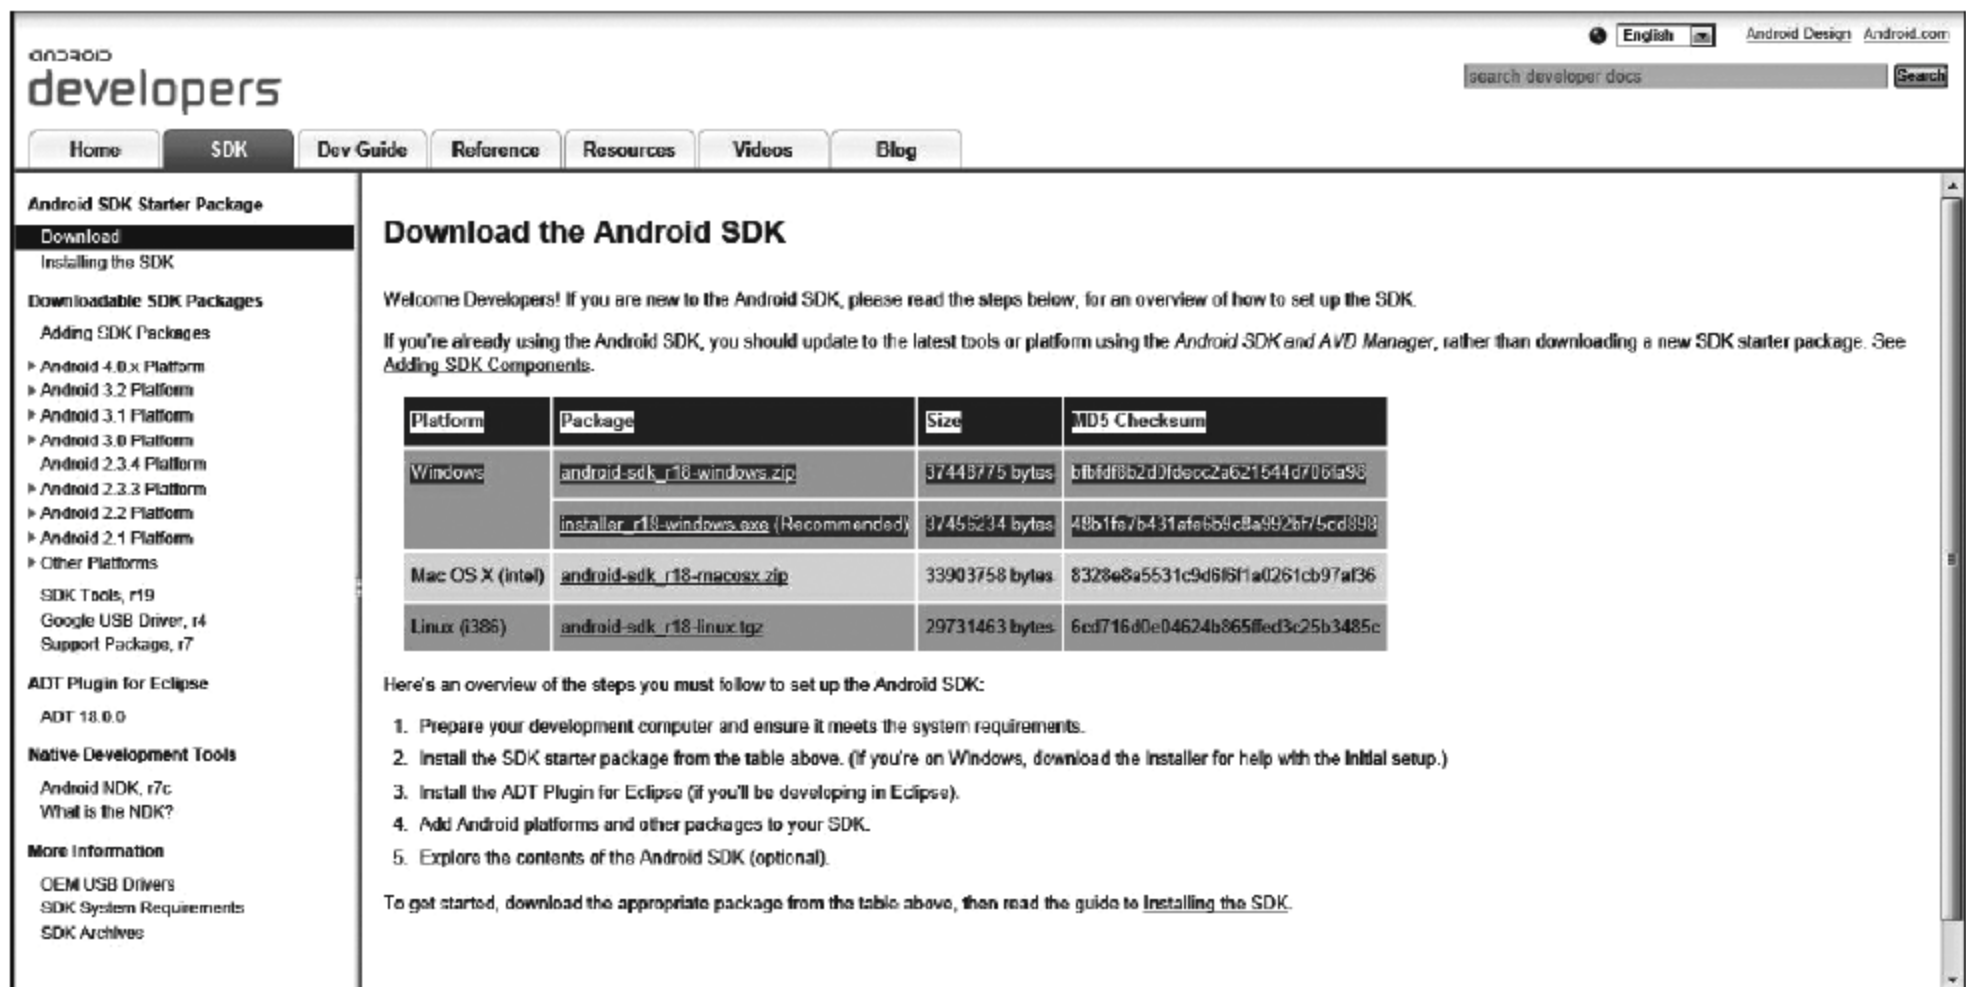 android
developers
English
Android Design Android.com
search developer docs
Search
Home SDK Dev Guide Reference Resources Videos Blog
Android SDK Starter Package
Download
Installing the SDK
Downloadable SDK Packages
Adding SDK Packages
Android 4.0.x Platform
Android 3.2 Platform
Android 3.1 Platform
Android 3.0 Platform
Android 2.3.4 Platform
Android 2.3.3 Platform
Android 2.2 Platform
Android 2.1 Platform
Other Platforms
SDK Tools, r19
Google USB Driver, r4
Support Package, r7
ADT Plugin for Eclipse
ADT 18.0.0
Native Development Tools
Android NDK, r7c
What is the NDK?
More Information
OEM USB Drivers
SDK System Requirements
SDK Archives
Download the Android SDK
Welcome Developers! If you are new to the Android SDK, please read the steps below, for an overview of how to set up the SDK.
If you're already using the Android SDK, you should update to the latest tools or platform using the Android SDK and AVD Manager, rather than downloading a new SDK starter package. See
Adding SDK Components.
Platform Package Size MD5 Checksum
Windows android-sdk_r18-windows.zip bytes
installer_r18-windows.exe (Recommended) 37456234 bytes
Mac OS X (intel) android-sdk_r18-macosx.zip 33903758 bytes 8328e8a5531c9d6f6f1a0261cb97af36
Linux (i386) android-sdk_r18-linux.tgz 29731463 bytes 6cd716d0e04624b865ffed3c25b3485c
Here's an overview of the steps you must follow to set up the Android SDK:
1. Prepare your development computer and ensure it meets the system requirements.
2. Install the SDK starter package from the table above. (If you're on Windows, download the installer for help with the initial setup.)
3. Install the ADT Plugin for Eclipse (if you'll be developing in Eclipse).
4. Add Android platforms and other packages to your SDK.
5. Explore the contents of the Android SDK (optional).
To get started, download the appropriate package from the table above, then read the guide to Installing the SDK.